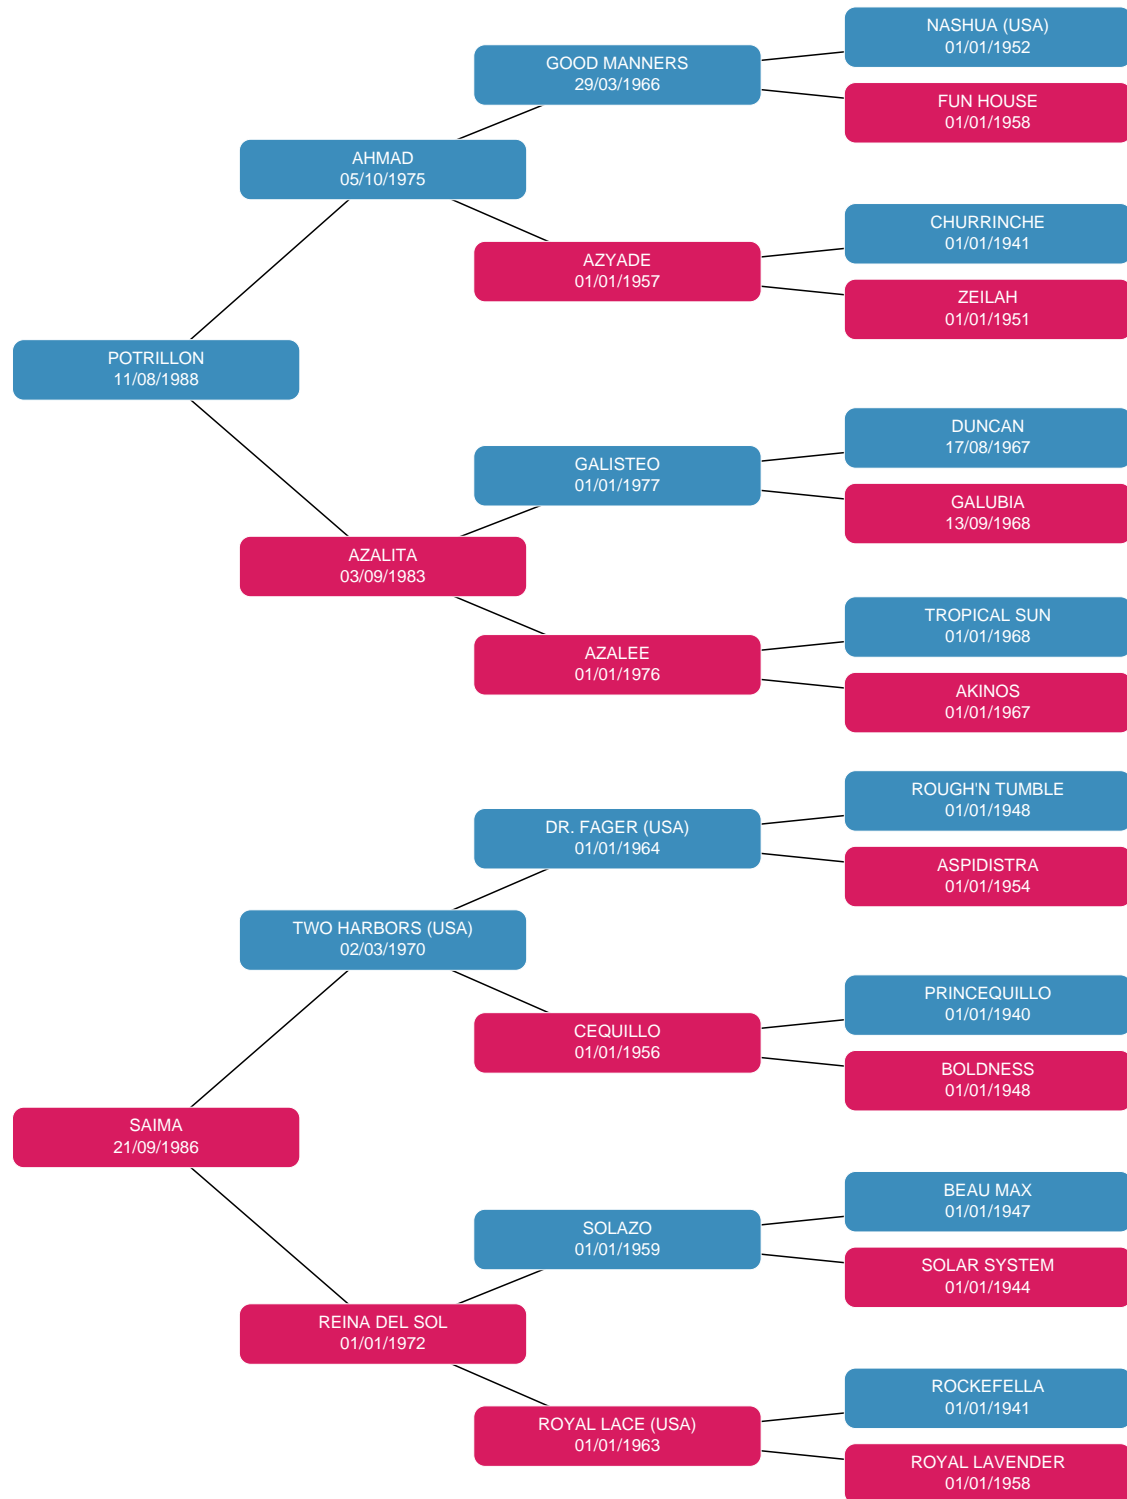 NASHUA (USA)
01/01/1952
GOOD MANNERS
29/03/1966
FUN HOUSE
01/01/1958
AHMAD
05/10/1975
CHURRINCHE
01/01/1941
AZYADE
01/01/1957
ZEILAH
01/01/1951
POTRILLON
11/08/1988
DUNCAN
17/08/1967
GALISTEO
01/01/1977
GALUBIA
13/09/1968
AZALITA
03/09/1983
TROPICAL SUN
01/01/1968
AZALEE
01/01/1976
AKINOS
01/01/1967
ROUGH'N TUMBLE
01/01/1948
DR. FAGER (USA)
01/01/1964
ASPIDISTRA
01/01/1954
TWO HARBORS (USA)
02/03/1970
PRINCEQUILLO
01/01/1940
CEQUILLO
01/01/1956
BOLDNESS
01/01/1948
SAIMA
21/09/1986
BEAU MAX
01/01/1947
SOLAZO
01/01/1959
SOLAR SYSTEM
01/01/1944
REINA DEL SOL
01/01/1972
ROCKEFELLA
01/01/1941
ROYAL LACE (USA)
01/01/1963
ROYAL LAVENDER
01/01/1958